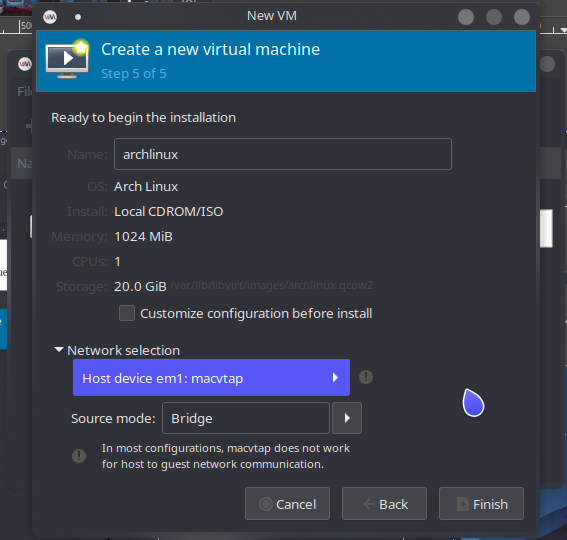 New VM
Create a new virtual machine
Step 5 of 5
Ready to begin the installation
Name: archlinux
OS: Arch Linux
Install: Local CDROM/ISO
Memory: 1024 MiB
CPUs: 1
Storage: 20.0 GiB /var/lib/libvirt/images/archlinux.qcow2
Customize configuration before install
Network selection
Host device em1: macvtap
Source mode: Bridge
In most configurations, macvtap does not work
for host to guest network communication.
Cancel Back Finish